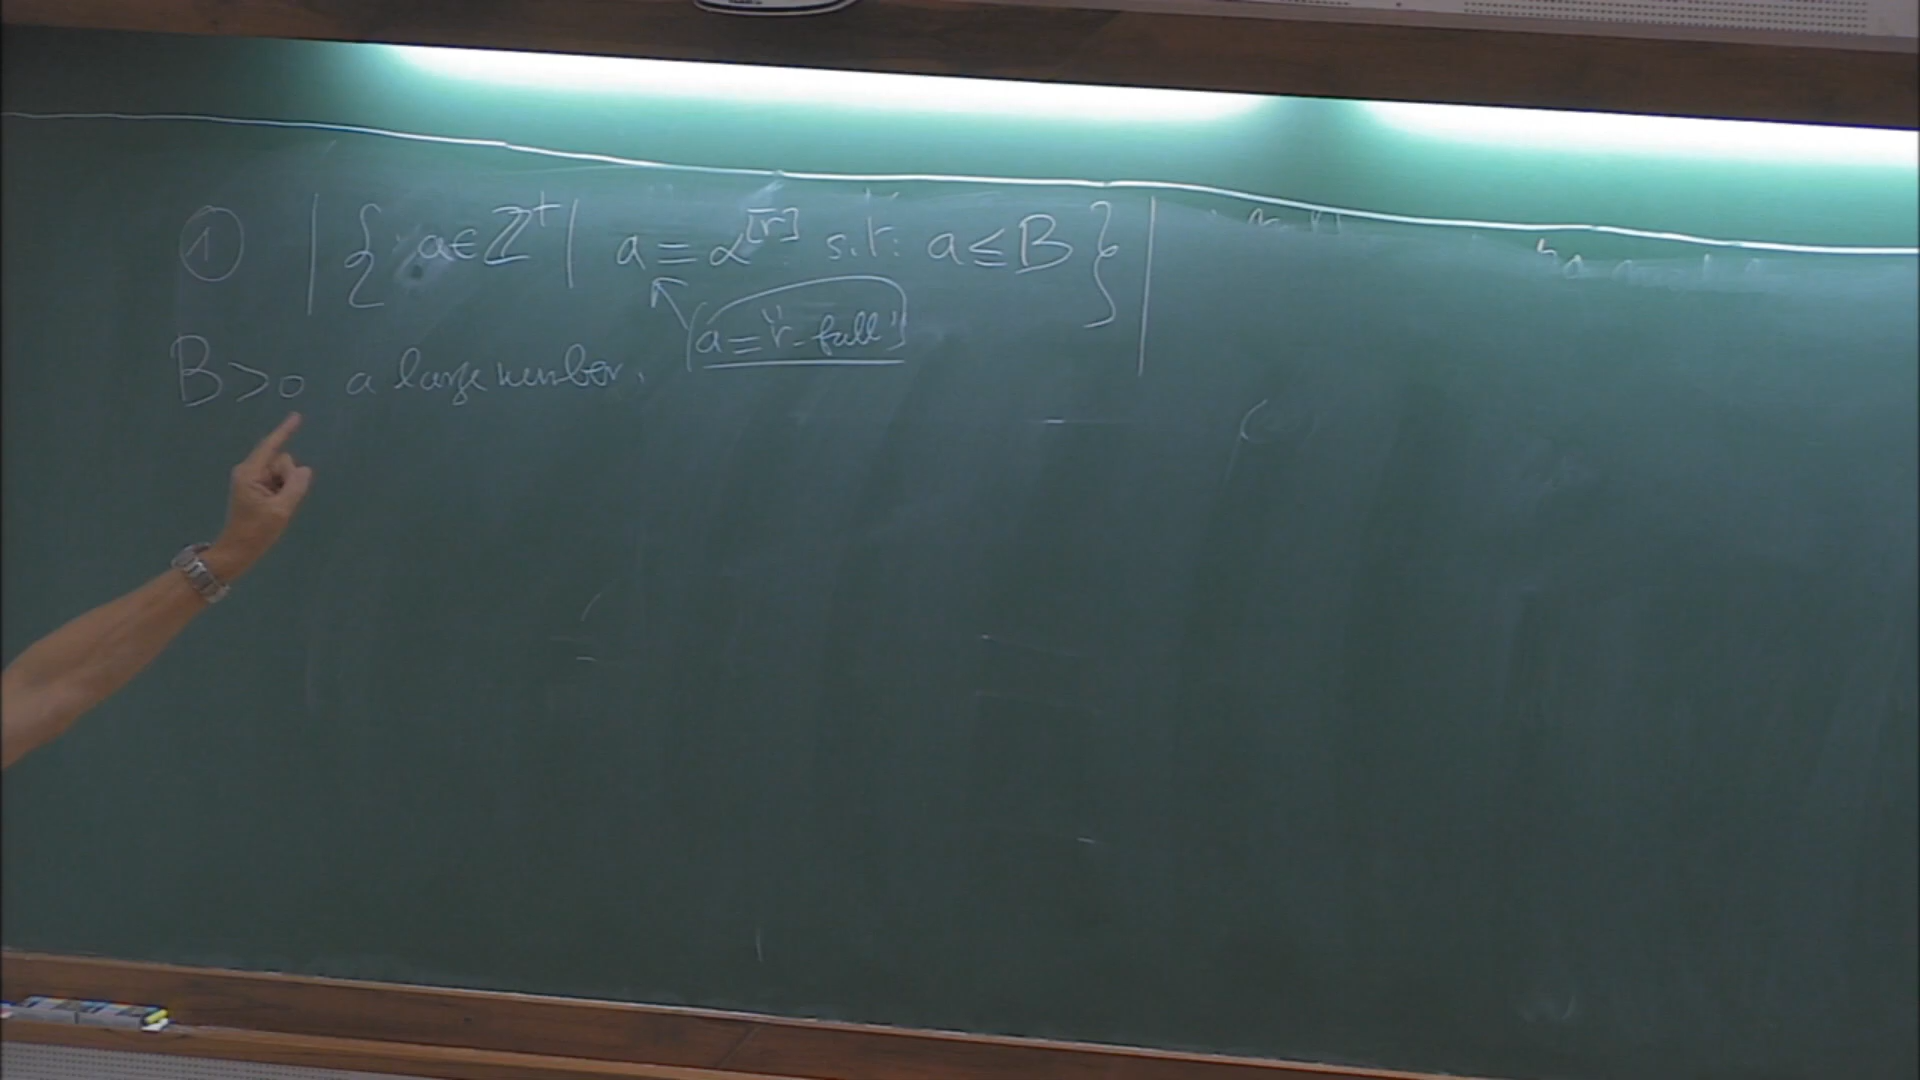 ① | { a ∈ ℤ⁺ | a = α^[r] s.t. a ≤ B } |
(a = "r-full")
B > 0 a large number.